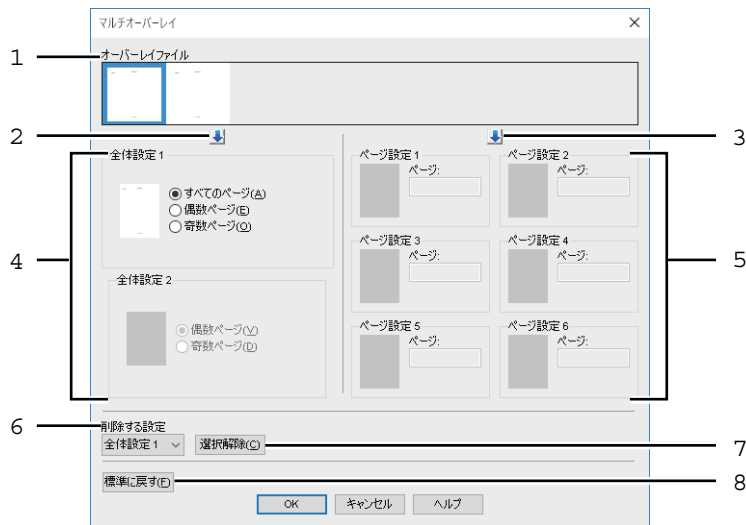 マルチオーバーレイ
1
オーバーレイファイル
2
3
4
全体設定 1
すべてのページ(A)
偶数ページ(E)
奇数ページ(O)
全体設定 2
偶数ページ(V)
奇数ページ(D)
ページ設定 1
ページ:
ページ設定 2
ページ:
ページ設定 3
ページ:
ページ設定 4
ページ:
ページ設定 5
ページ:
ページ設定 6
ページ:
5
6
削除する設定
全体設定 1
選択解除(C)
7
標準に戻す(F)
8
OK キャンセル ヘルプ